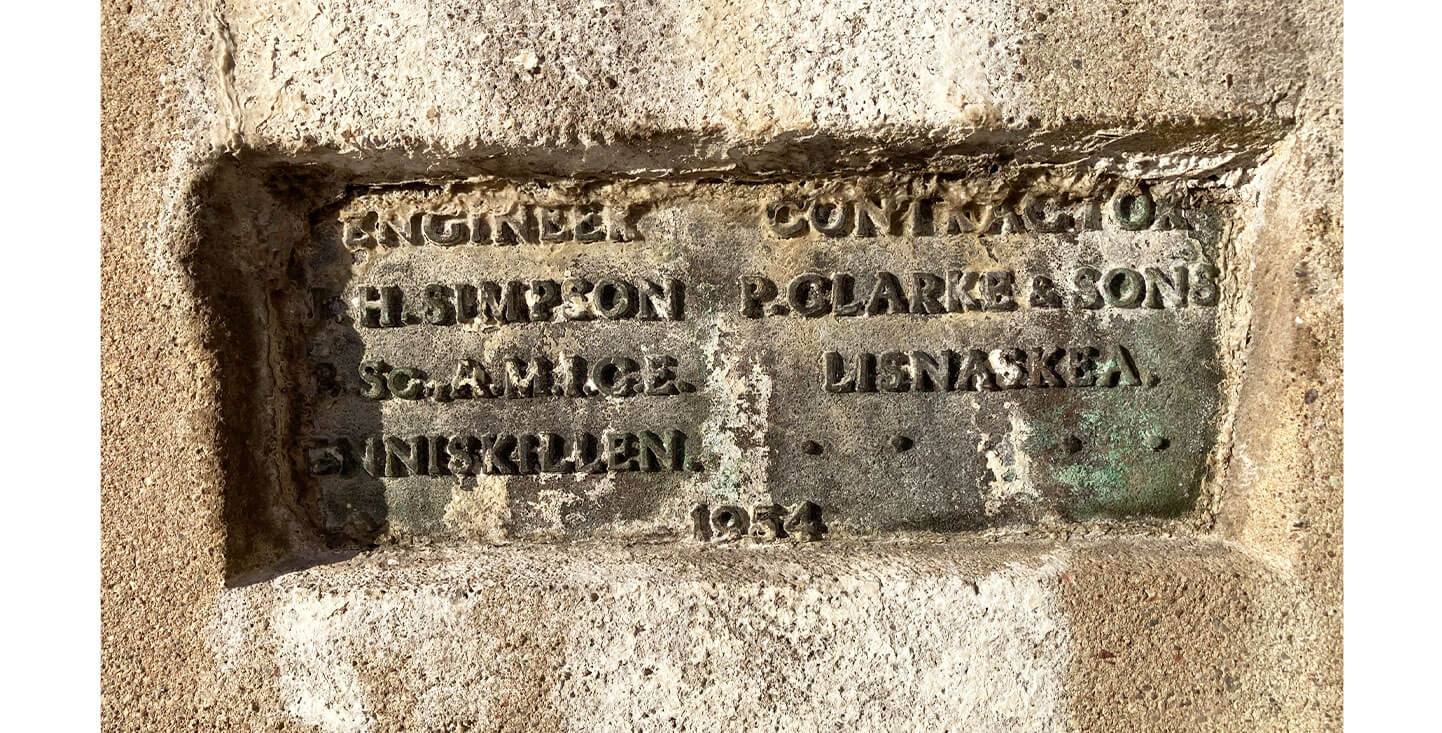 ENGINEER CONTRACTOR
H. SIMPSON P. CLARKE & SONS
B.Sc., A.M.I.C.E. LISNASKEA.
ENNISKILLEN. . . . .
1954